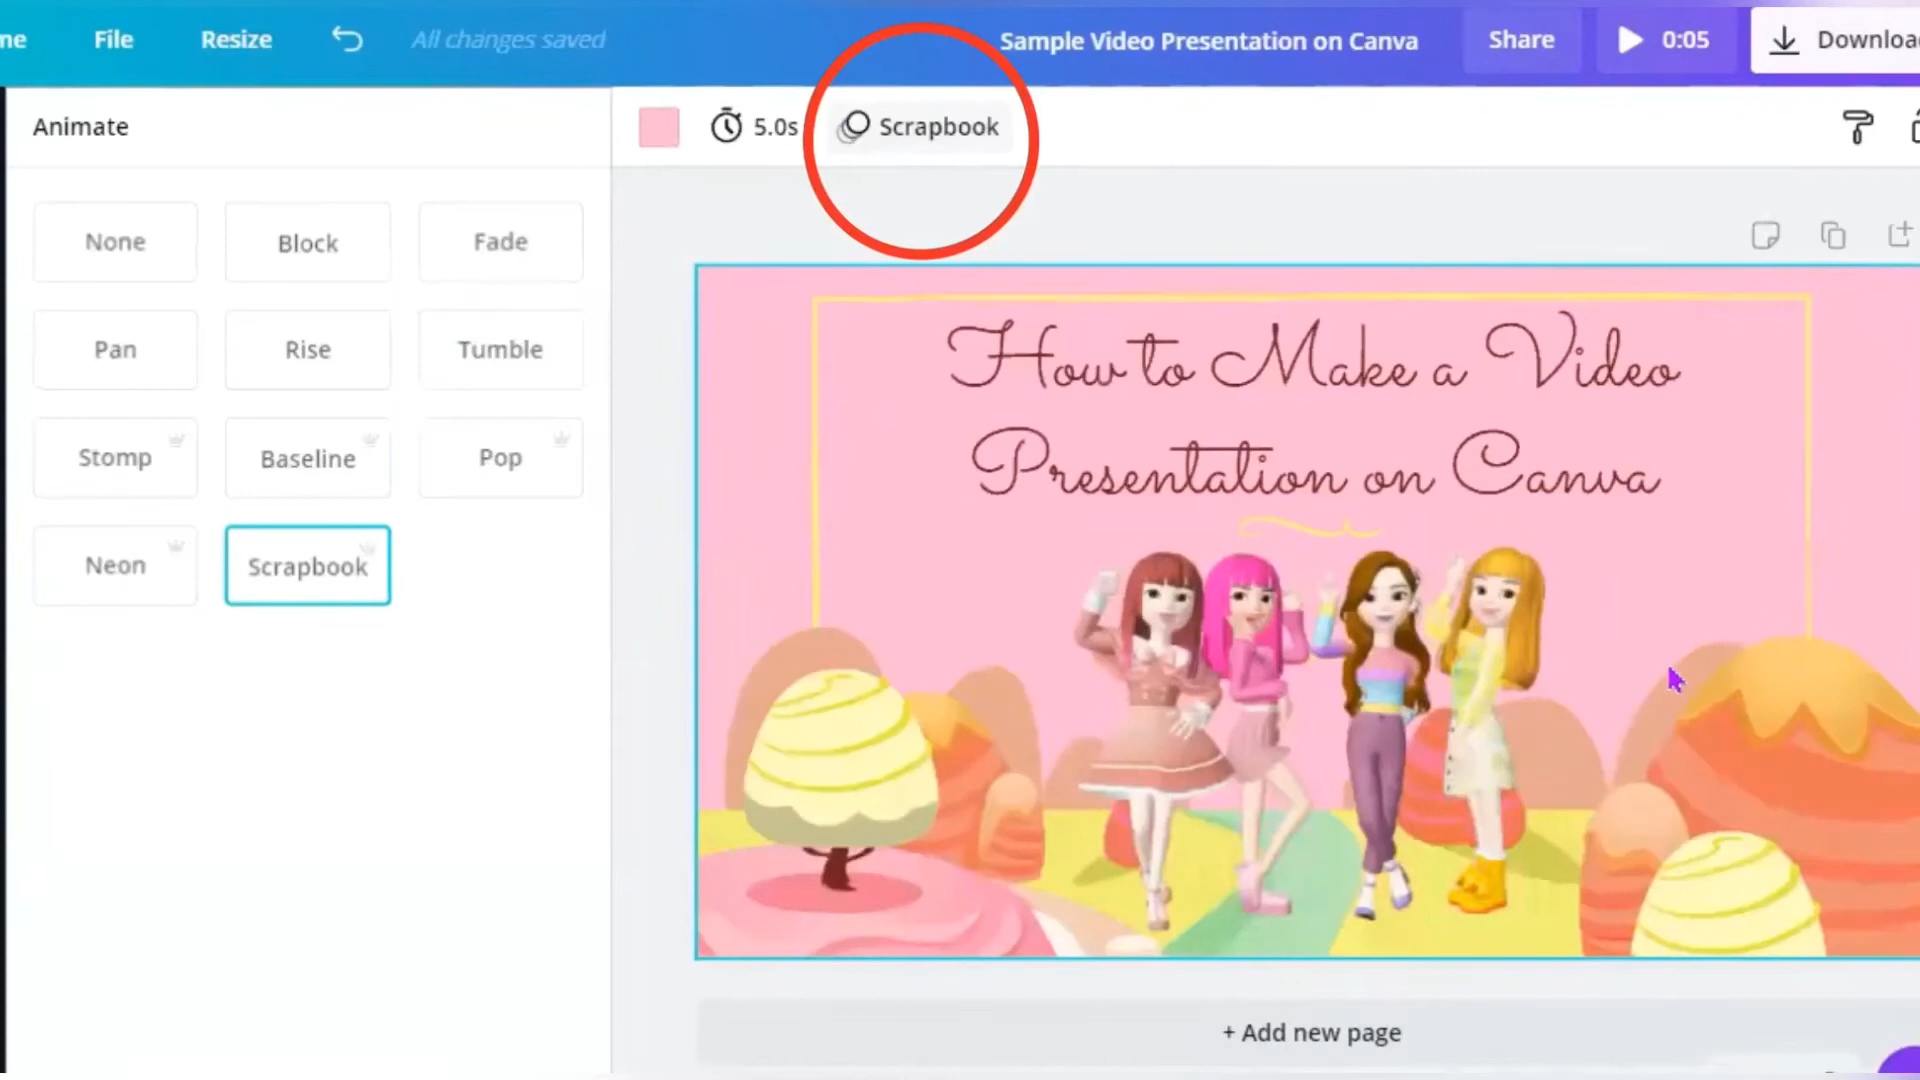 me File Resize All changes saved Sample Video Presentation on Canva Share 0:05 Downloa
Animate 5.0s Scrapbook
None Block Fade
Pan Rise Tumble
Stomp Baseline Pop
Neon Scrapbook
How to Make a Video
Presentation on Canva
+ Add new page